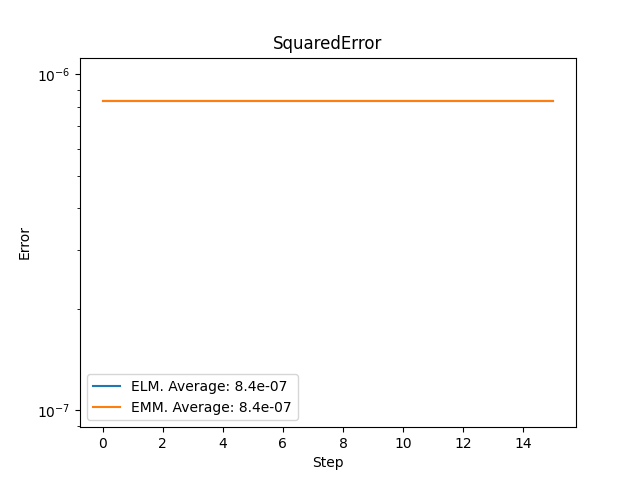 SquaredError
10⁻⁶
10⁻⁷
Error
ELM. Average: 8.4e-07
EMM. Average: 8.4e-07
0 2 4 6 8 10 12 14
Step